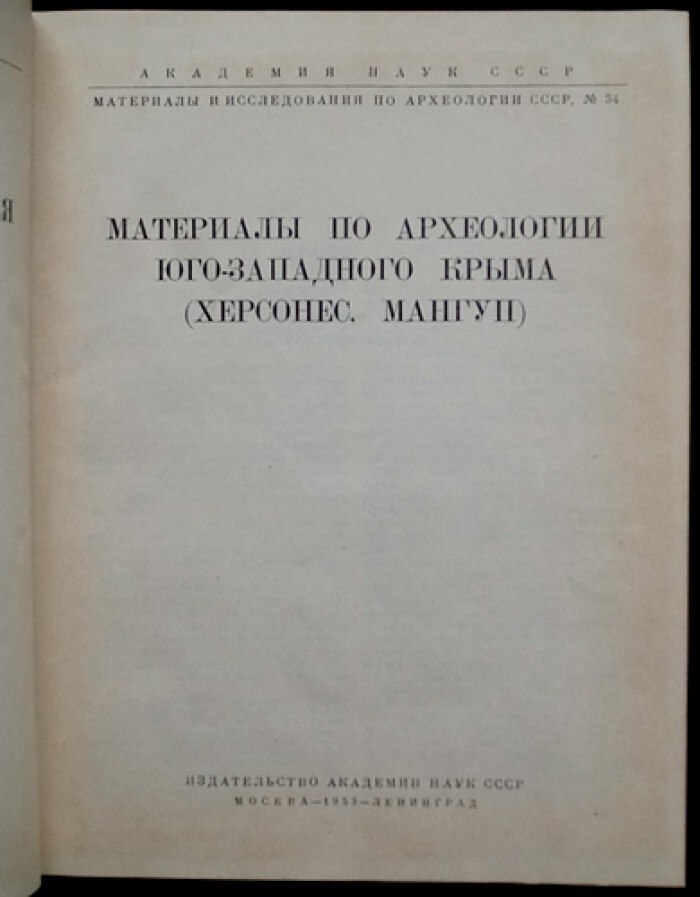 АКАДЕМИЯ НАУК СССР
МАТЕРИАЛЫ И ИССЛЕДОВАНИЯ ПО АРХЕОЛОГИИ СССР, № 34
Я
МАТЕРИАЛЫ ПО АРХЕОЛОГИИ
ЮГО-ЗАПАДНОГО КРЫМА
(ХЕРСОНЕС, МАНГУП)
ИЗДАТЕЛЬСТВО АКАДЕМИИ НАУК СССР
МОСКВА—1953—ЛЕНИНГРАД